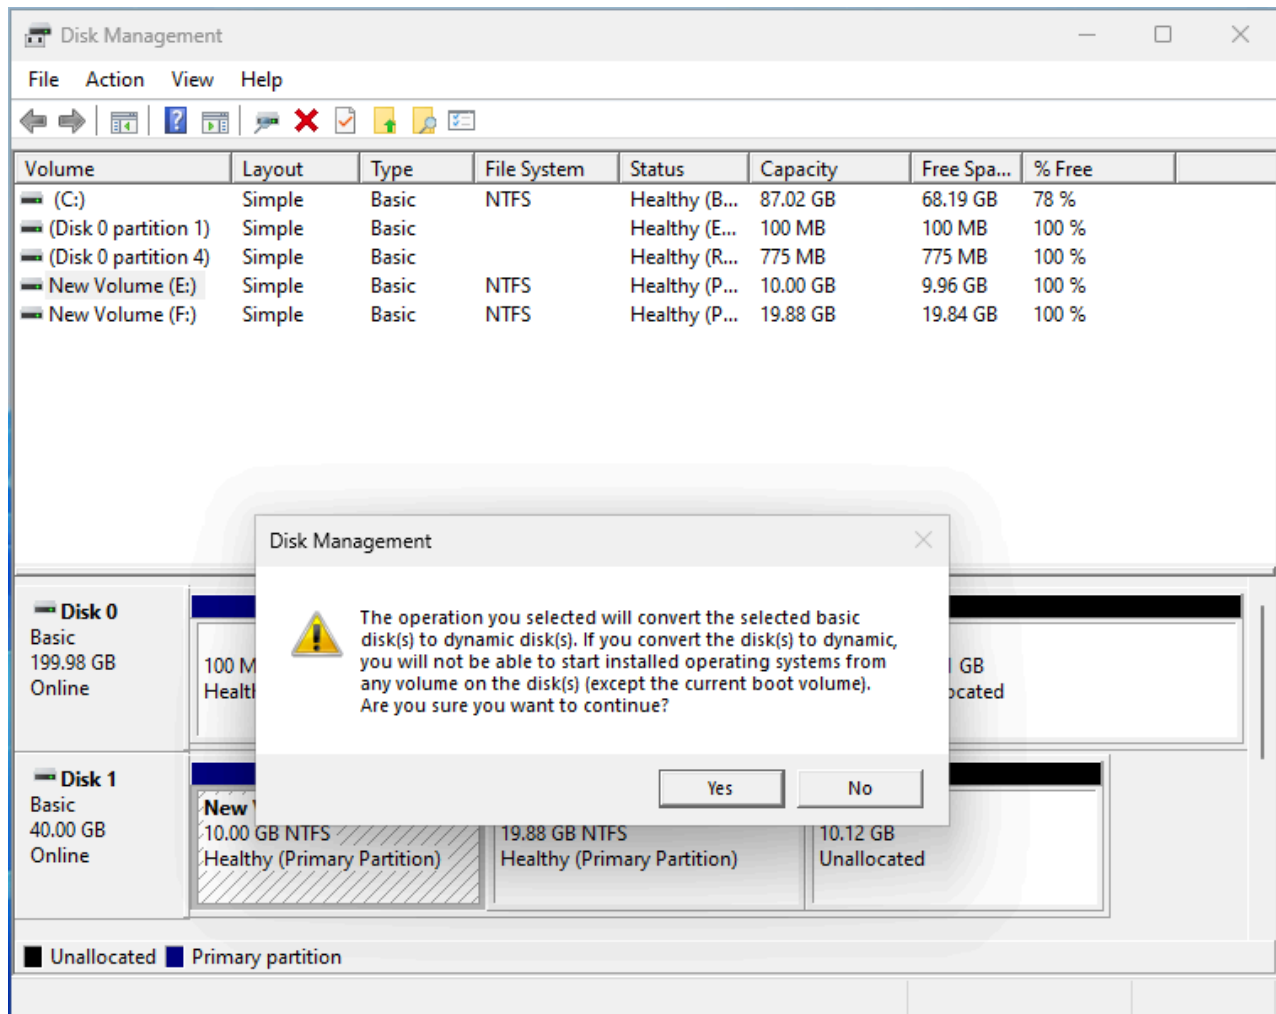 Disk Management
File Action View Help
Volume Layout Type File System Status Capacity Free Spa... % Free
(C:) Simple Basic NTFS Healthy (B... 87.02 GB 68.19 GB 78 %
(Disk 0 partition 1) Simple Basic Healthy (E... 100 MB 100 MB 100 %
(Disk 0 partition 4) Simple Basic Healthy (R... 775 MB 775 MB 100 %
New Volume (E:) Simple Basic NTFS Healthy (P... 10.00 GB 9.96 GB 100 %
New Volume (F:) Simple Basic NTFS Healthy (P... 19.88 GB 19.84 GB 100 %
Disk Management
The operation you selected will convert the selected basic
disk(s) to dynamic disk(s). If you convert the disk(s) to dynamic,
you will not be able to start installed operating systems from
any volume on the disk(s) (except the current boot volume).
Are you sure you want to continue?
Yes No
Disk 0
Basic
199.98 GB
Online
100 M
Healt
GB
ocated
Disk 1
Basic
40.00 GB
Online
New
10.00 GB NTFS
Healthy (Primary Partition)
19.88 GB NTFS
Healthy (Primary Partition)
10.12 GB
Unallocated
Unallocated Primary partition